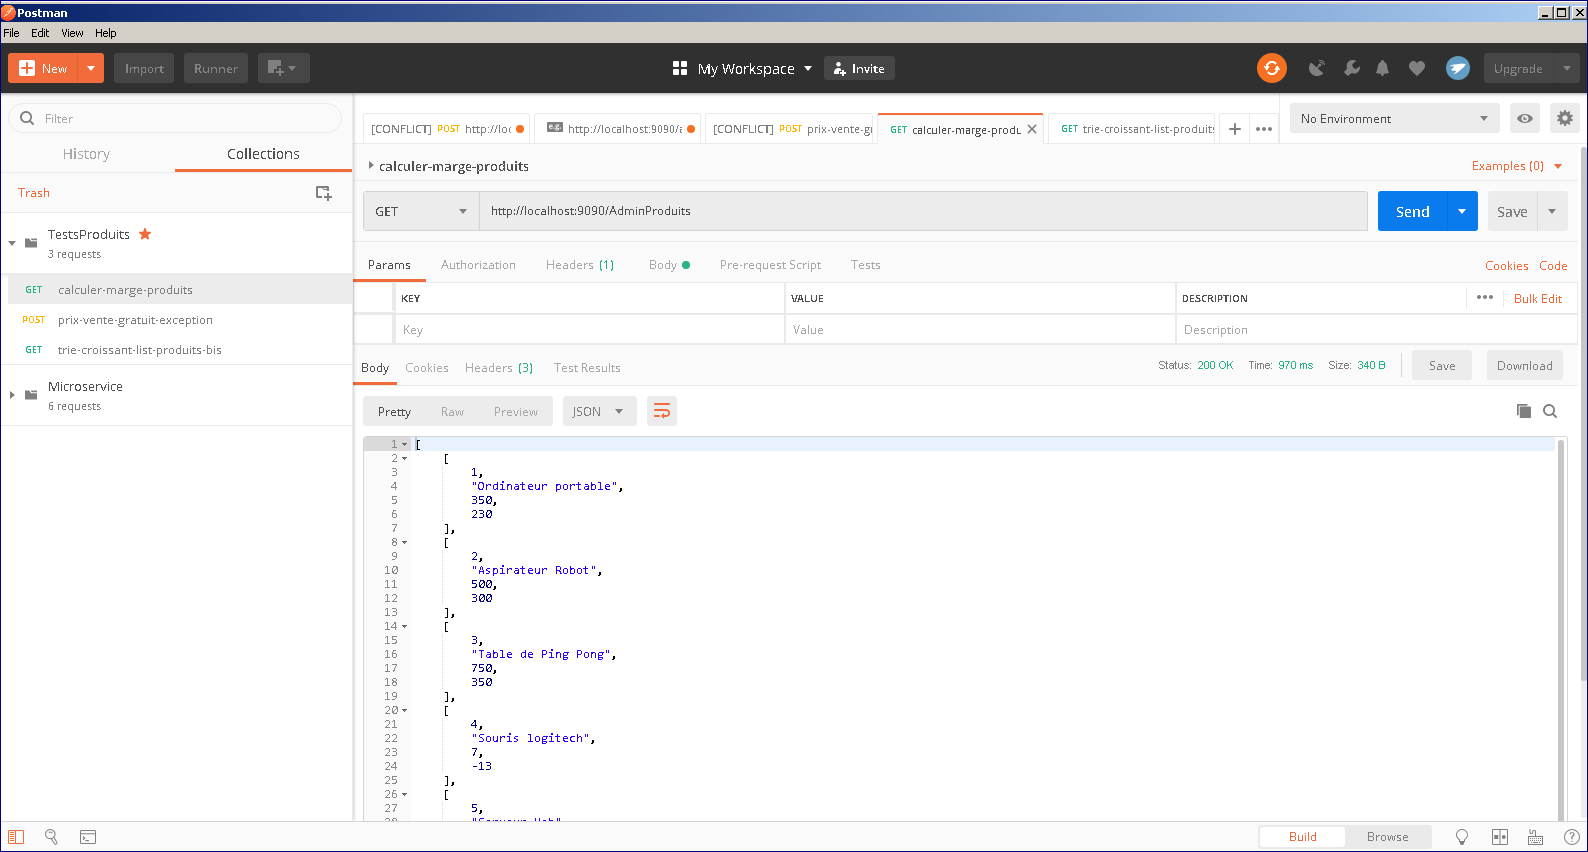 Postman
File Edit View Help
New Import Runner My Workspace Invite Upgrade
Filter
History Collections
Trash
TestsProduits
3 requests
GET calculer-marge-produits
POST prix-vente-gratuit-exception
GET trie-croissant-list-produits-bis
Microservice
6 requests
[CONFLICT] POST http://loc
e.g. http://localhost:9090/
[CONFLICT] POST prix-vente-g
GET calculer-marge-produ
GET trie-croissant-list-produits
No Environment
calculer-marge-produits
Examples (0)
GET http://localhost:9090/AdminProduits Send Save
Params Authorization Headers (1) Body Pre-request Script Tests Cookies Code
KEY VALUE DESCRIPTION Bulk Edit
Key Value Description
Body Cookies Headers (3) Test Results Status: 200 OK Time: 970 ms Size: 340 B Save Download
Pretty Raw Preview JSON
1 [
2 [
3 1,
4 "Ordinateur portable",
5 350,
6 230
7 ],
8 [
9 2,
10 "Aspirateur Robot",
11 500,
12 300
13 ],
14 [
15 3,
16 "Table de Ping Pong",
17 750,
18 350
19 ],
20 [
21 4,
22 "Souris logitech",
23 7,
24 -13
25 ],
26 [
27 5,
Build Browse